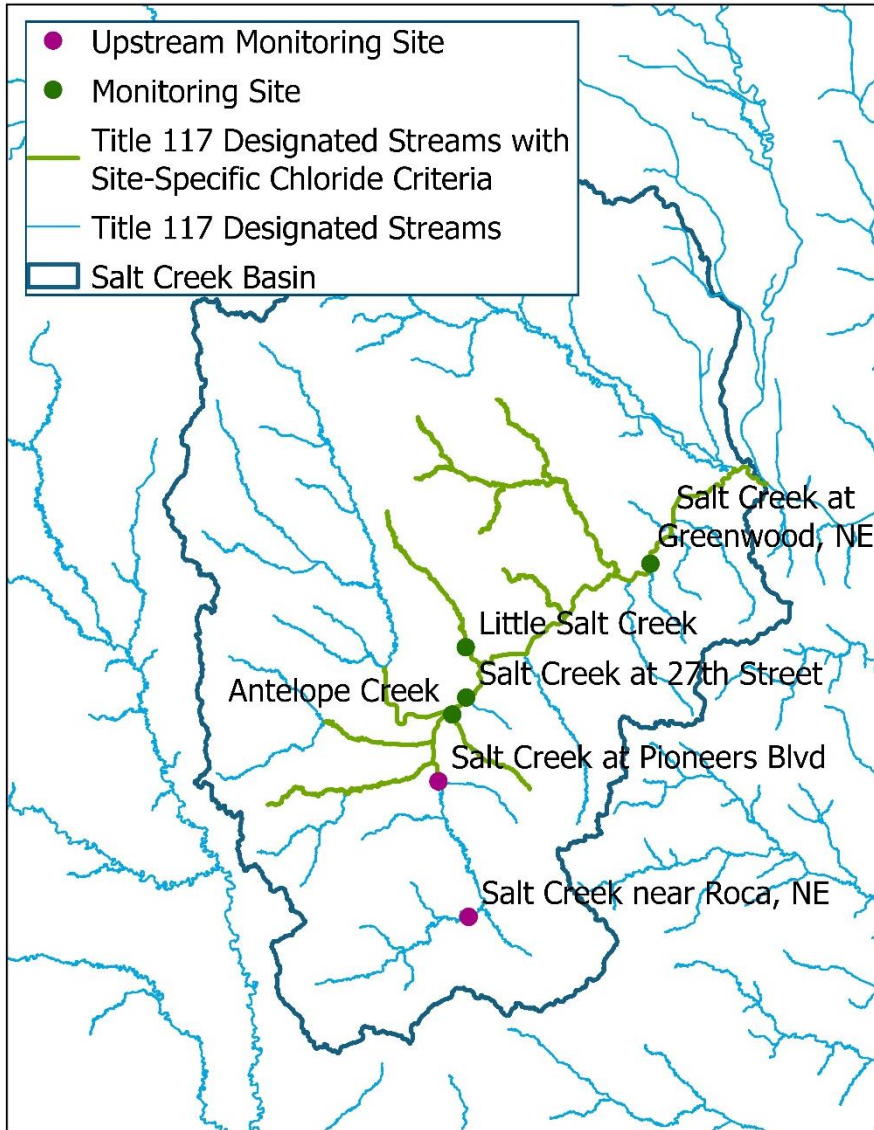 Upstream Monitoring Site
Monitoring Site
Title 117 Designated Streams with
Site-Specific Chloride Criteria
Title 117 Designated Streams
Salt Creek Basin
Salt Creek at
Greenwood, NE
Little Salt Creek
Salt Creek at 27th Street
Antelope Creek
Salt Creek at Pioneers Blvd
Salt Creek near Roca, NE